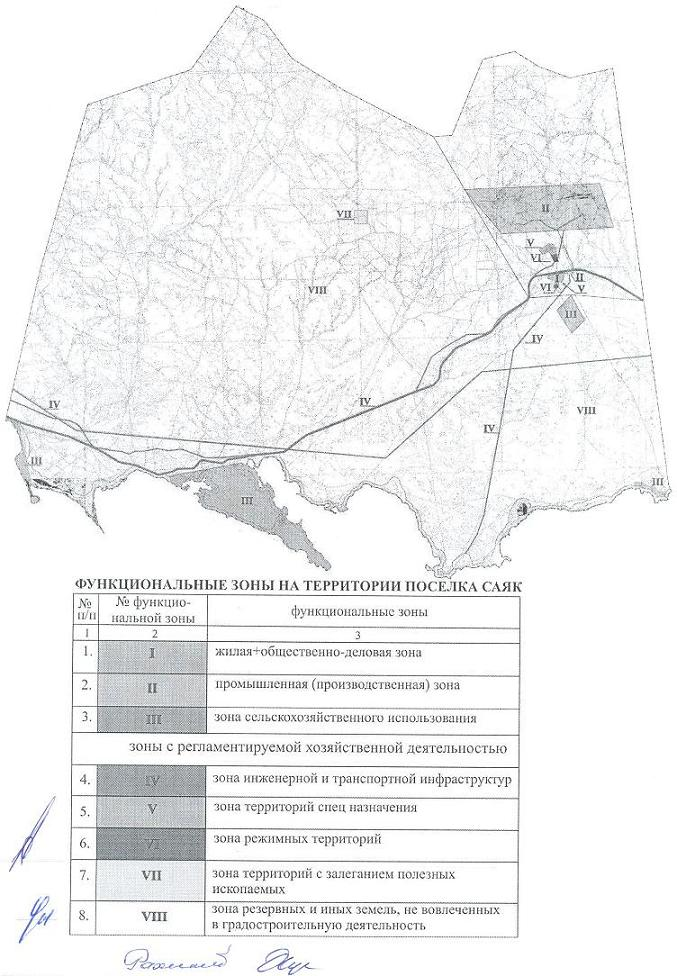 II
VII
V
VI
VIII
I
II
VI
V
III
IV
IV
IV
VIII
IV
III
III
III
ФУНКЦИОНАЛЬНЫЕ ЗОНЫ НА ТЕРРИТОРИИ ПОСЕЛКА САЯК
№ п/п
№ функцио-
нальной зоны
функциональные зоны
1 2 3
1. I жилая+общественно-деловая зона
2. II промышленная (производственная) зона
3. III зона сельскохозяйственного использования
зоны с регламентируемой хозяйственной деятельностью
4. IV зона инженерной и транспортной инфраструктур
5. V зона территорий спец назначения
6. VI зона режимных территорий
7. VII зона территорий с залеганием полезных
ископаемых
8. VIII зона резервных и иных земель, не вовлеченных
в градостроительную деятельность